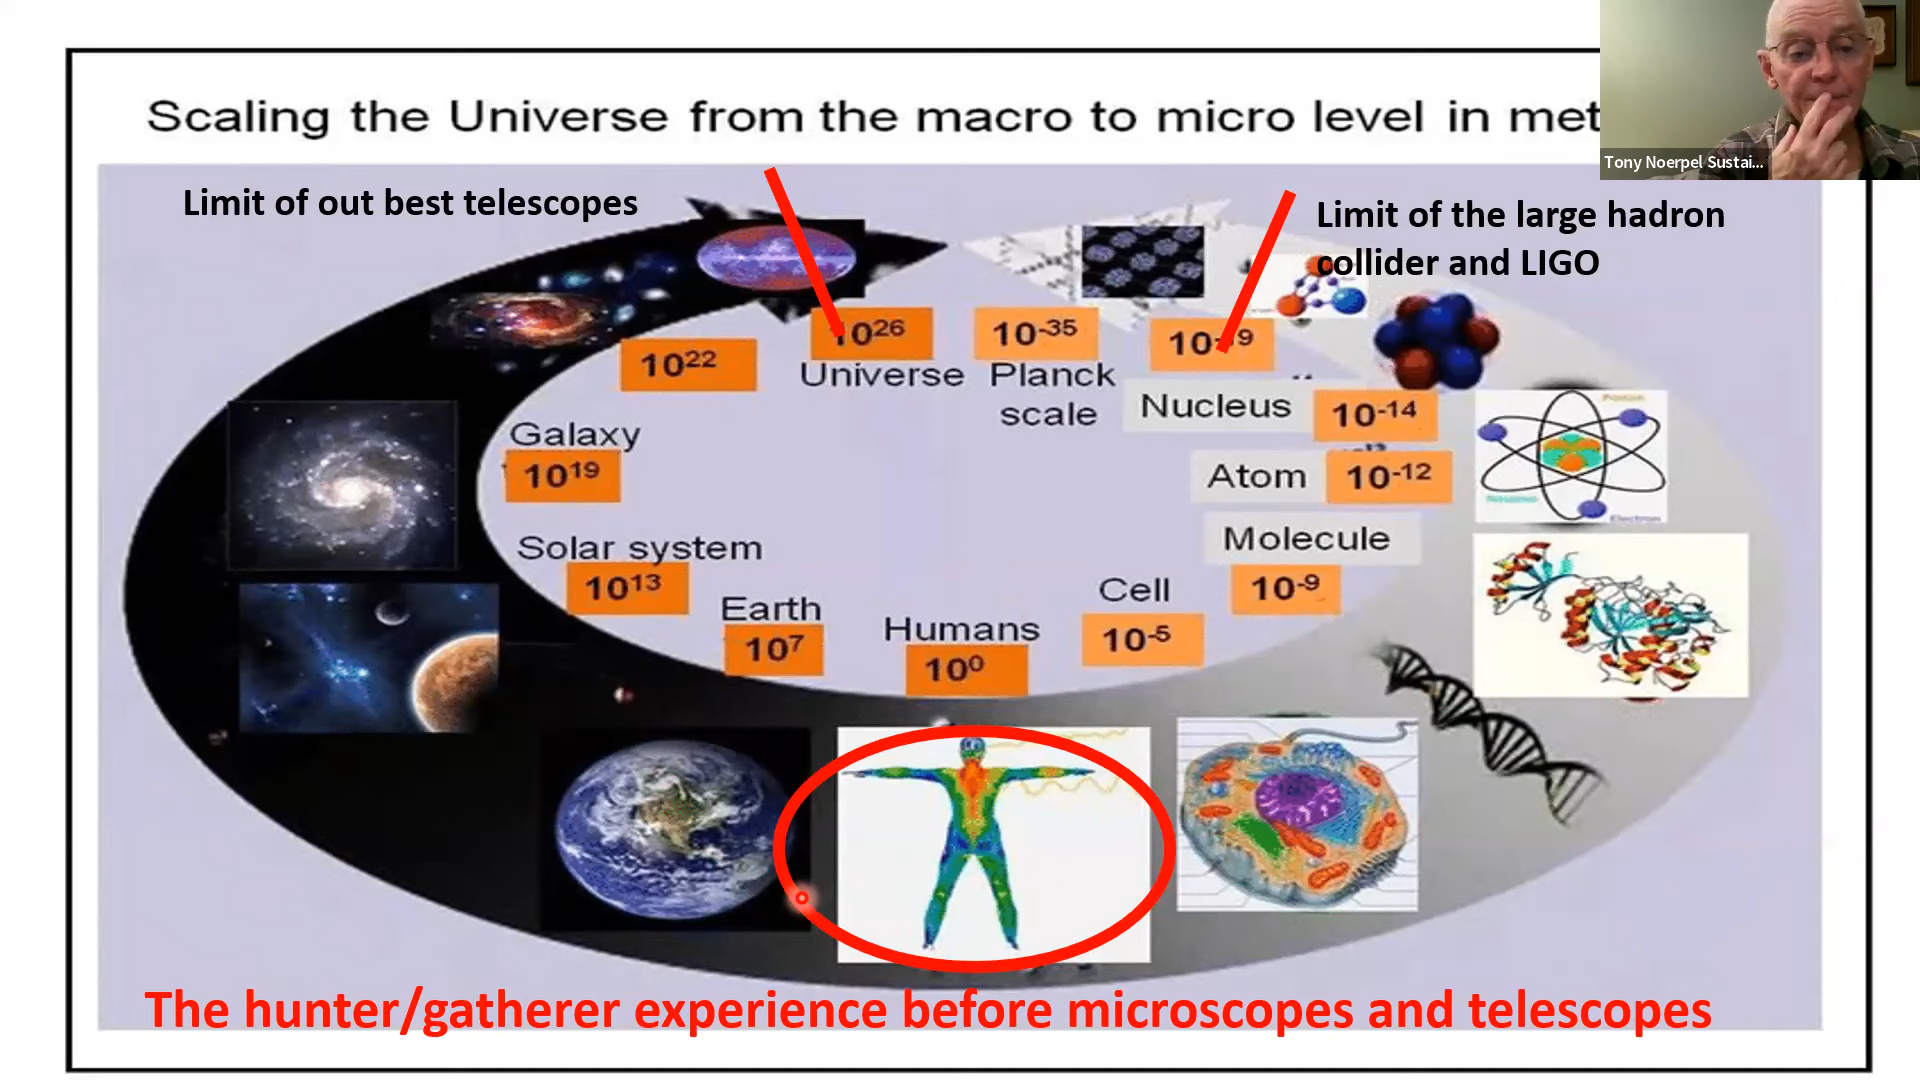 Scaling the Universe from the macro to micro level in met
Tony Noerpel Sustai...
Limit of out best telescopes
Limit of the large hadron
collider and LIGO
10²⁶
Universe
10⁻³⁵
Planck
scale
10²²
Nucleus
10⁻¹⁴
Galaxy
10¹⁹
Atom
10⁻¹²
Molecule
10⁻⁹
Solar system
10¹³
Cell
10⁻⁵
Earth
10⁷
Humans
10⁰
Electron
The hunter/gatherer experience before microscopes and telescopes